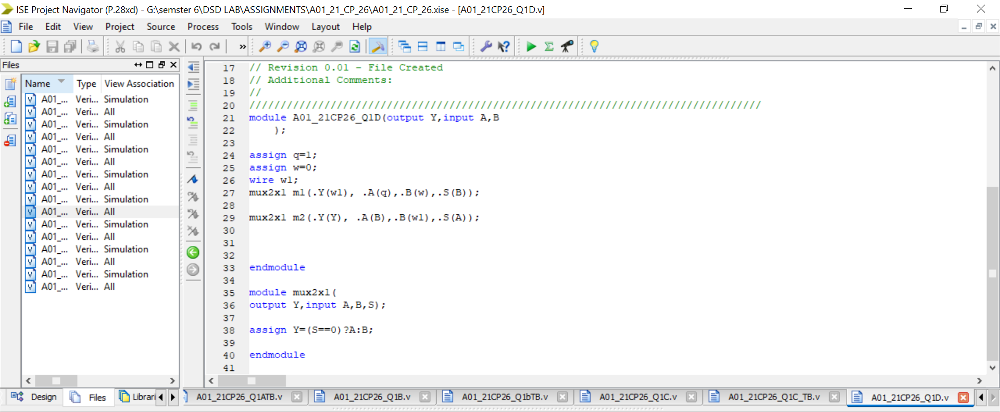 ISE Project Navigator (P.28xd) - G:\semster 6\DSD LAB\ASSIGNMENTS\A01_21_CP_26\A01_21_CP_26.xise - [A01_21CP26_Q1D.v]
File Edit View Project Source Process Tools Window Layout Help
»
Files
Name Type View Association
A01_... Veri... Simulation
A01_... Veri... All
A01_... Veri... Simulation
A01_... Veri... All
A01_... Veri... Simulation
A01_... Veri... All
A01_... Veri... Simulation
A01_... Veri... All
A01_... Veri... Simulation
A01_... Veri... All
A01_... Veri... Simulation
A01_... Veri... All
A01_... Veri... Simulation
A01_... Veri... All
A01_... Veri... Simulation
A01_... Veri... All
17 // Revision 0.01 - File Created
18 // Additional Comments:
19 //
20 //////////////////////////////////////////////////////////////////////////////////
21 module A01_21CP26_Q1D(output Y,input A,B
22     );
23
24 assign q=1;
25 assign w=0;
26 wire w1;
27 mux2x1 m1(.Y(w1), .A(q),.B(w),.S(B));
28
29 mux2x1 m2(.Y(Y), .A(B),.B(w1),.S(A));
30
31
32
33 endmodule
34
35 module mux2x1(
36 output Y,input A,B,S);
37
38 assign Y=(S==0)?A:B;
39
40 endmodule
41
Design Files Librari
A01_21CP26_Q1ATB.v A01_21CP26_Q1B.v A01_21CP26_Q1bTB.v A01_21CP26_Q1C.v A01_21CP26_Q1C_TB.v A01_21CP26_Q1D.v